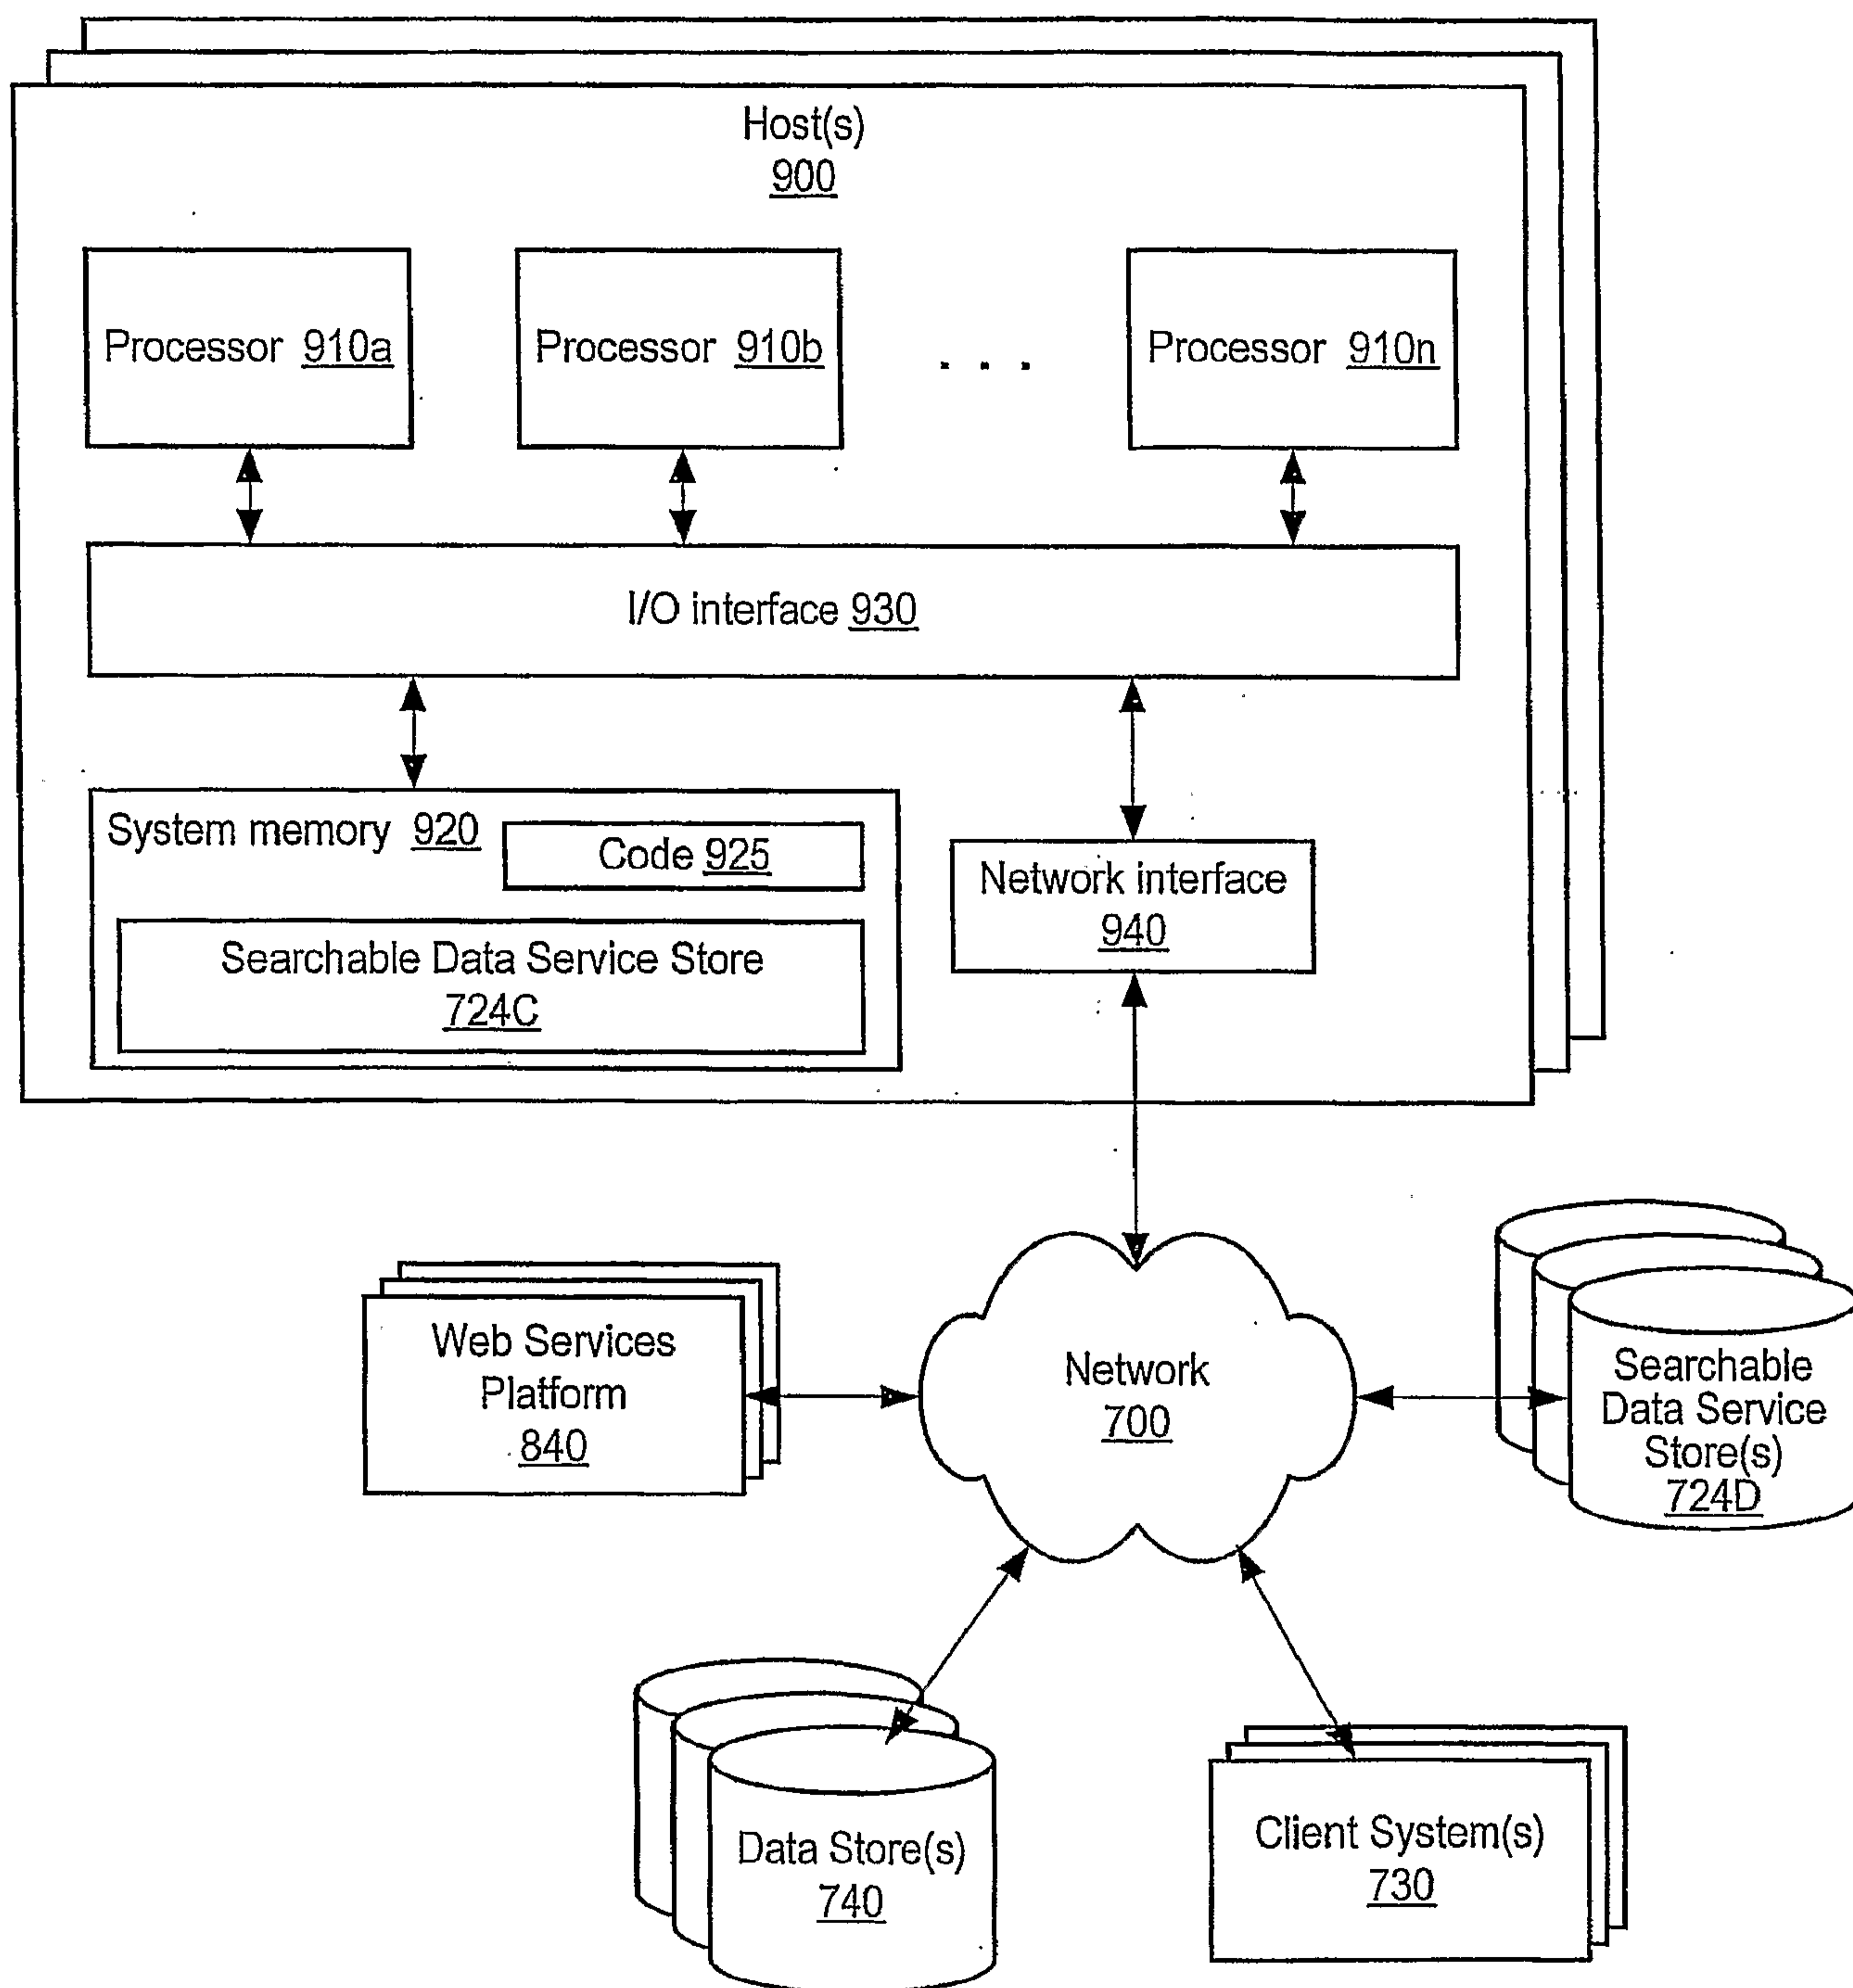 Host(s)
900
Processor 910a
Processor 910b
. . .
Processor 910n
I/O interface 930
System memory 920
Code 925
Searchable Data Service Store
724C
Network interface
940
Web Services
Platform
840
Network
700
Searchable
Data Service
Store(s)
724D
Data Store(s)
740
Client System(s)
730